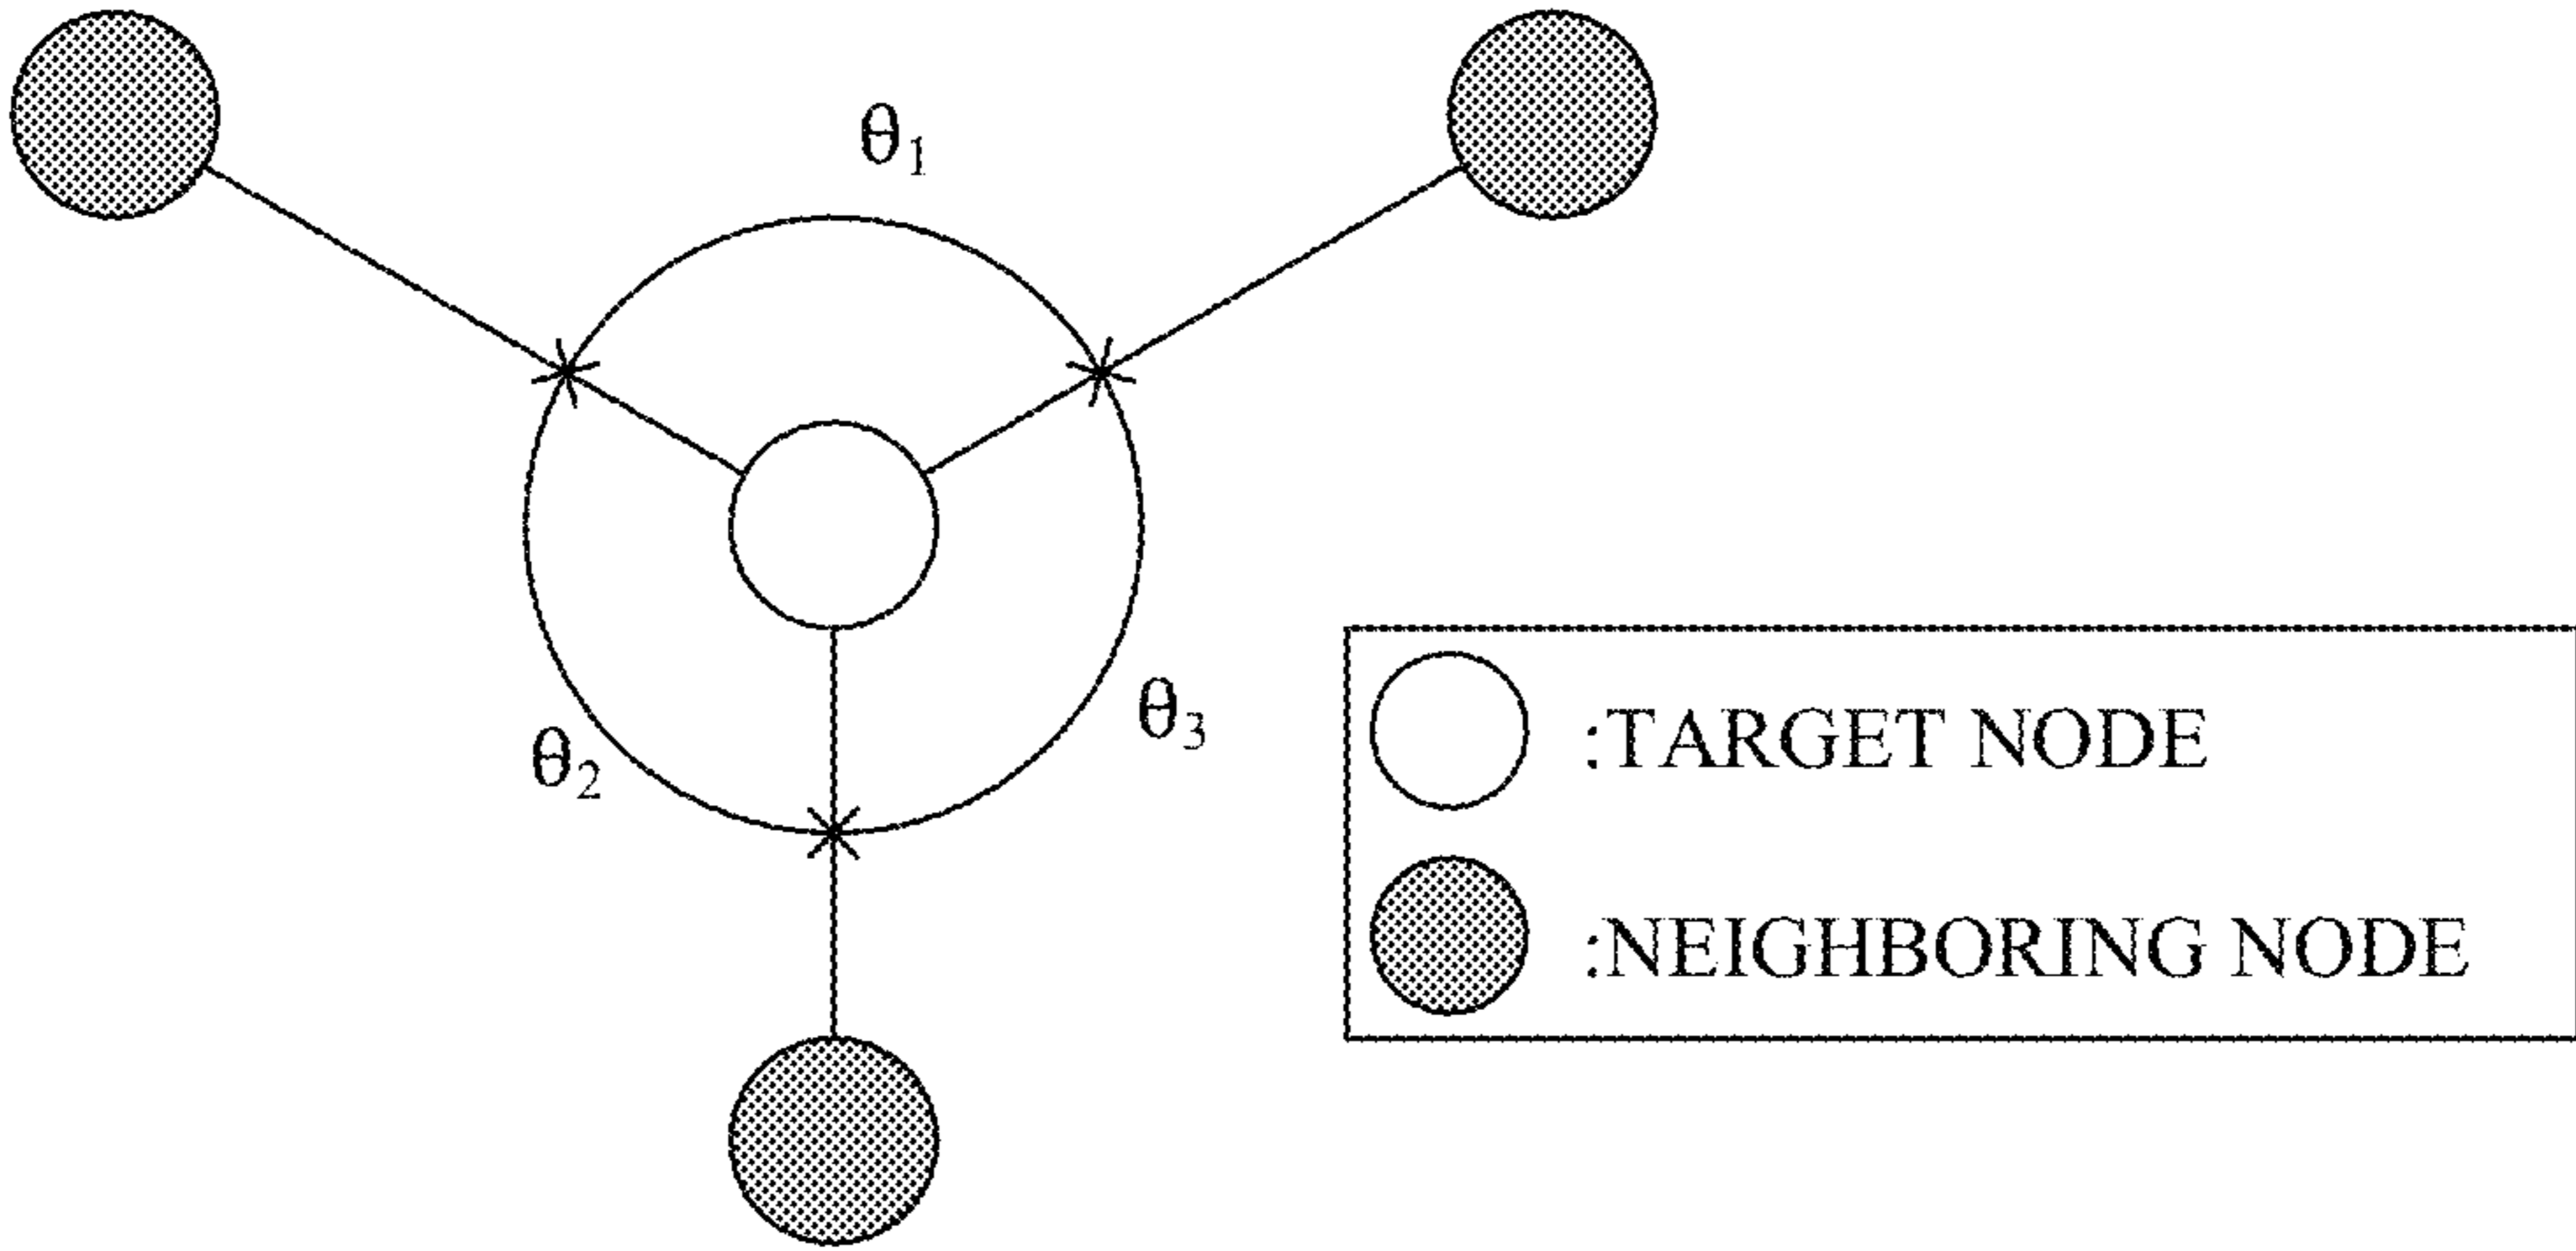 θ₁
θ₂
θ₃
:TARGET NODE
:NEIGHBORING NODE